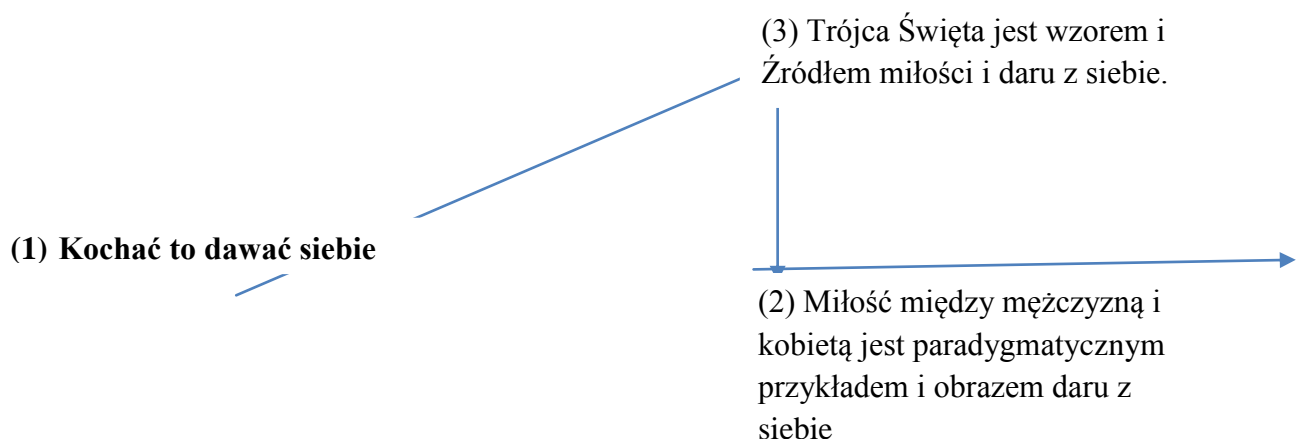 (3) Trójca Święta jest wzorem i
Źródłem miłości i daru z siebie.
(1) Kochać to dawać siebie
(2) Miłość między mężczyzną i
kobietą jest paradygmatycznym
przykładem i obrazem daru z
siebie